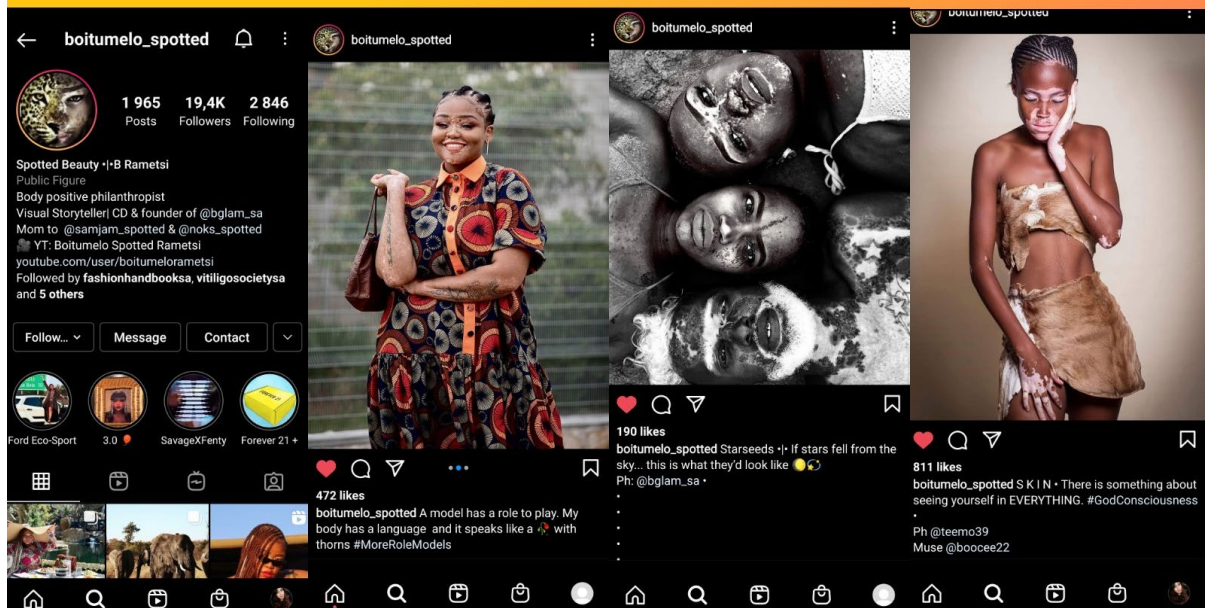 boitumelo_spotted
1 965 19,4K 2 846
Posts Followers Following
Spotted Beauty •|•B Rametsi
Public Figure
Body positive philanthropist
Visual Storyteller| CD & founder of @bglam_sa
Mom to @samjam_spotted & @noks_spotted
YT: Boitumelo Spotted Rametsi
youtube.com/user/boitumelorametsi
Followed by fashionhandbooksa, vitiligosocietysa
and 5 others
Follow... Message Contact
Ford Eco-Sport 3.0 SavageXFenty Forever 21 +
boitumelo_spotted
472 likes
boitumelo_spotted A model has a role to play. My
body has a language and it speaks like a 🥀 with
thorns #MoreRoleModels
boitumelo_spotted
190 likes
boitumelo_spotted Starseeds •|• If stars fell from the
sky... this is what they'd look like 🌕💫
Ph: @bglam_sa •
•
•
•
•
•
boitumelo_spotted
811 likes
boitumelo_spotted S K I N • There is something about
seeing yourself in EVERYTHING. #GodConsciousness
•
Ph @teemo39
Muse @boocee22